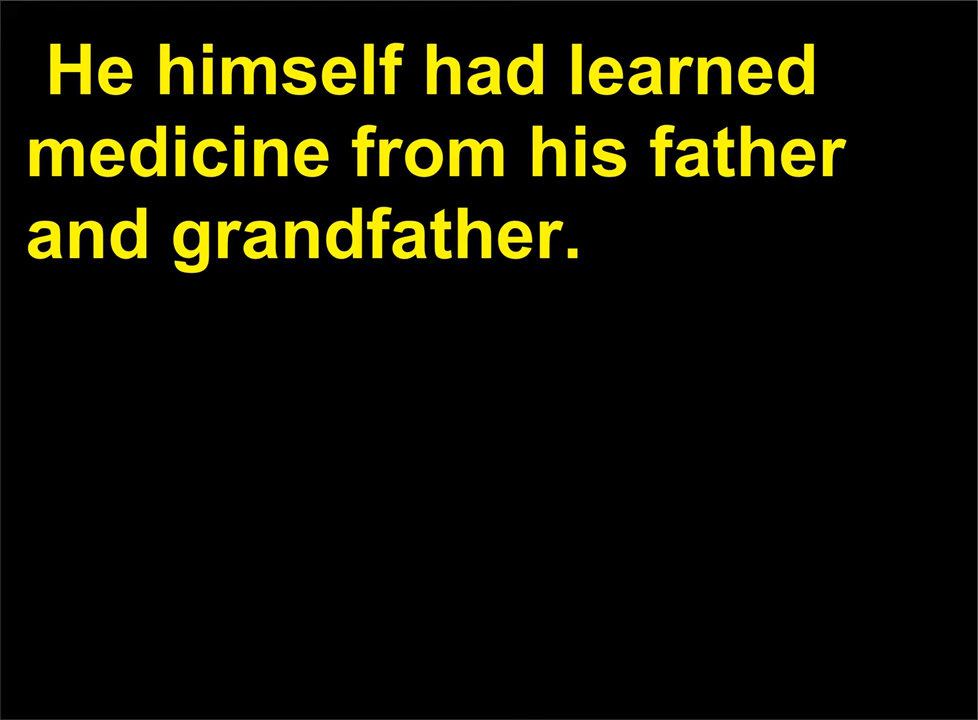 He himself had learned
medicine from his father
and grandfather.